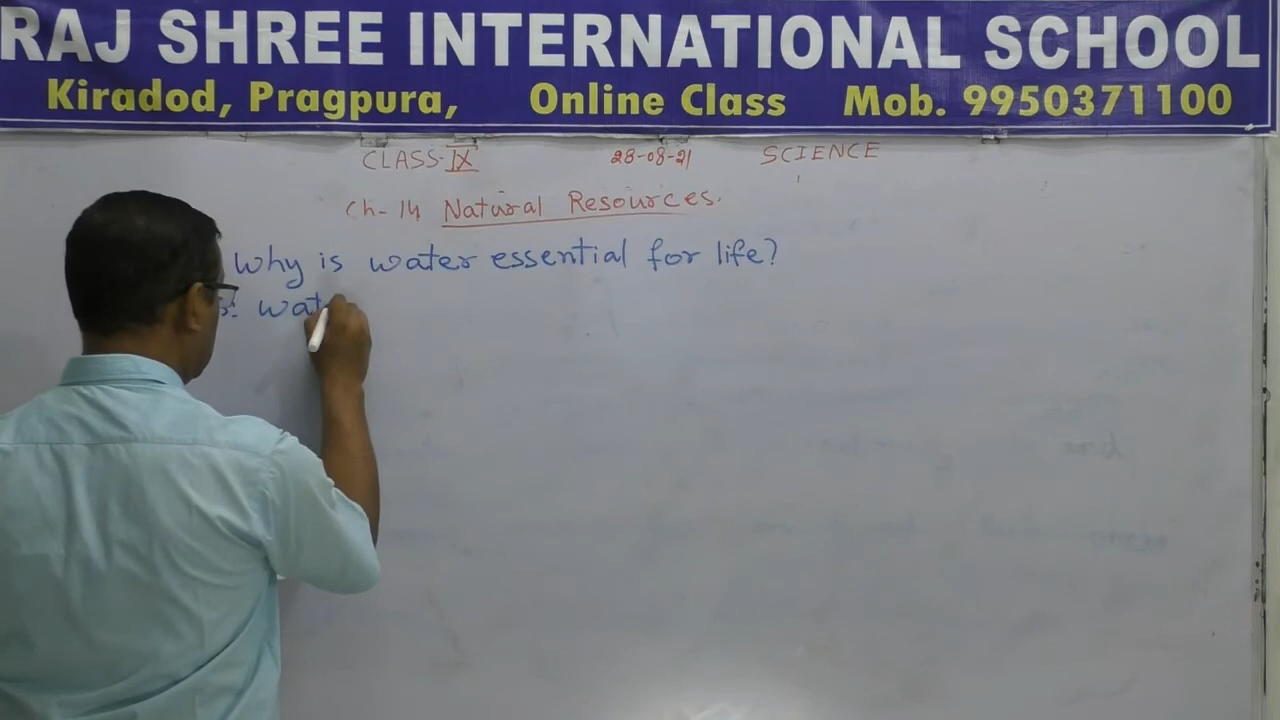 RAJ SHREE INTERNATIONAL SCHOOL
Kiradod, Pragpura, Online Class Mob. 9950371100
CLASS-IX 28-08-21 SCIENCE
Ch-14 Natural Resources.
Why is water essential for life?
s: wat